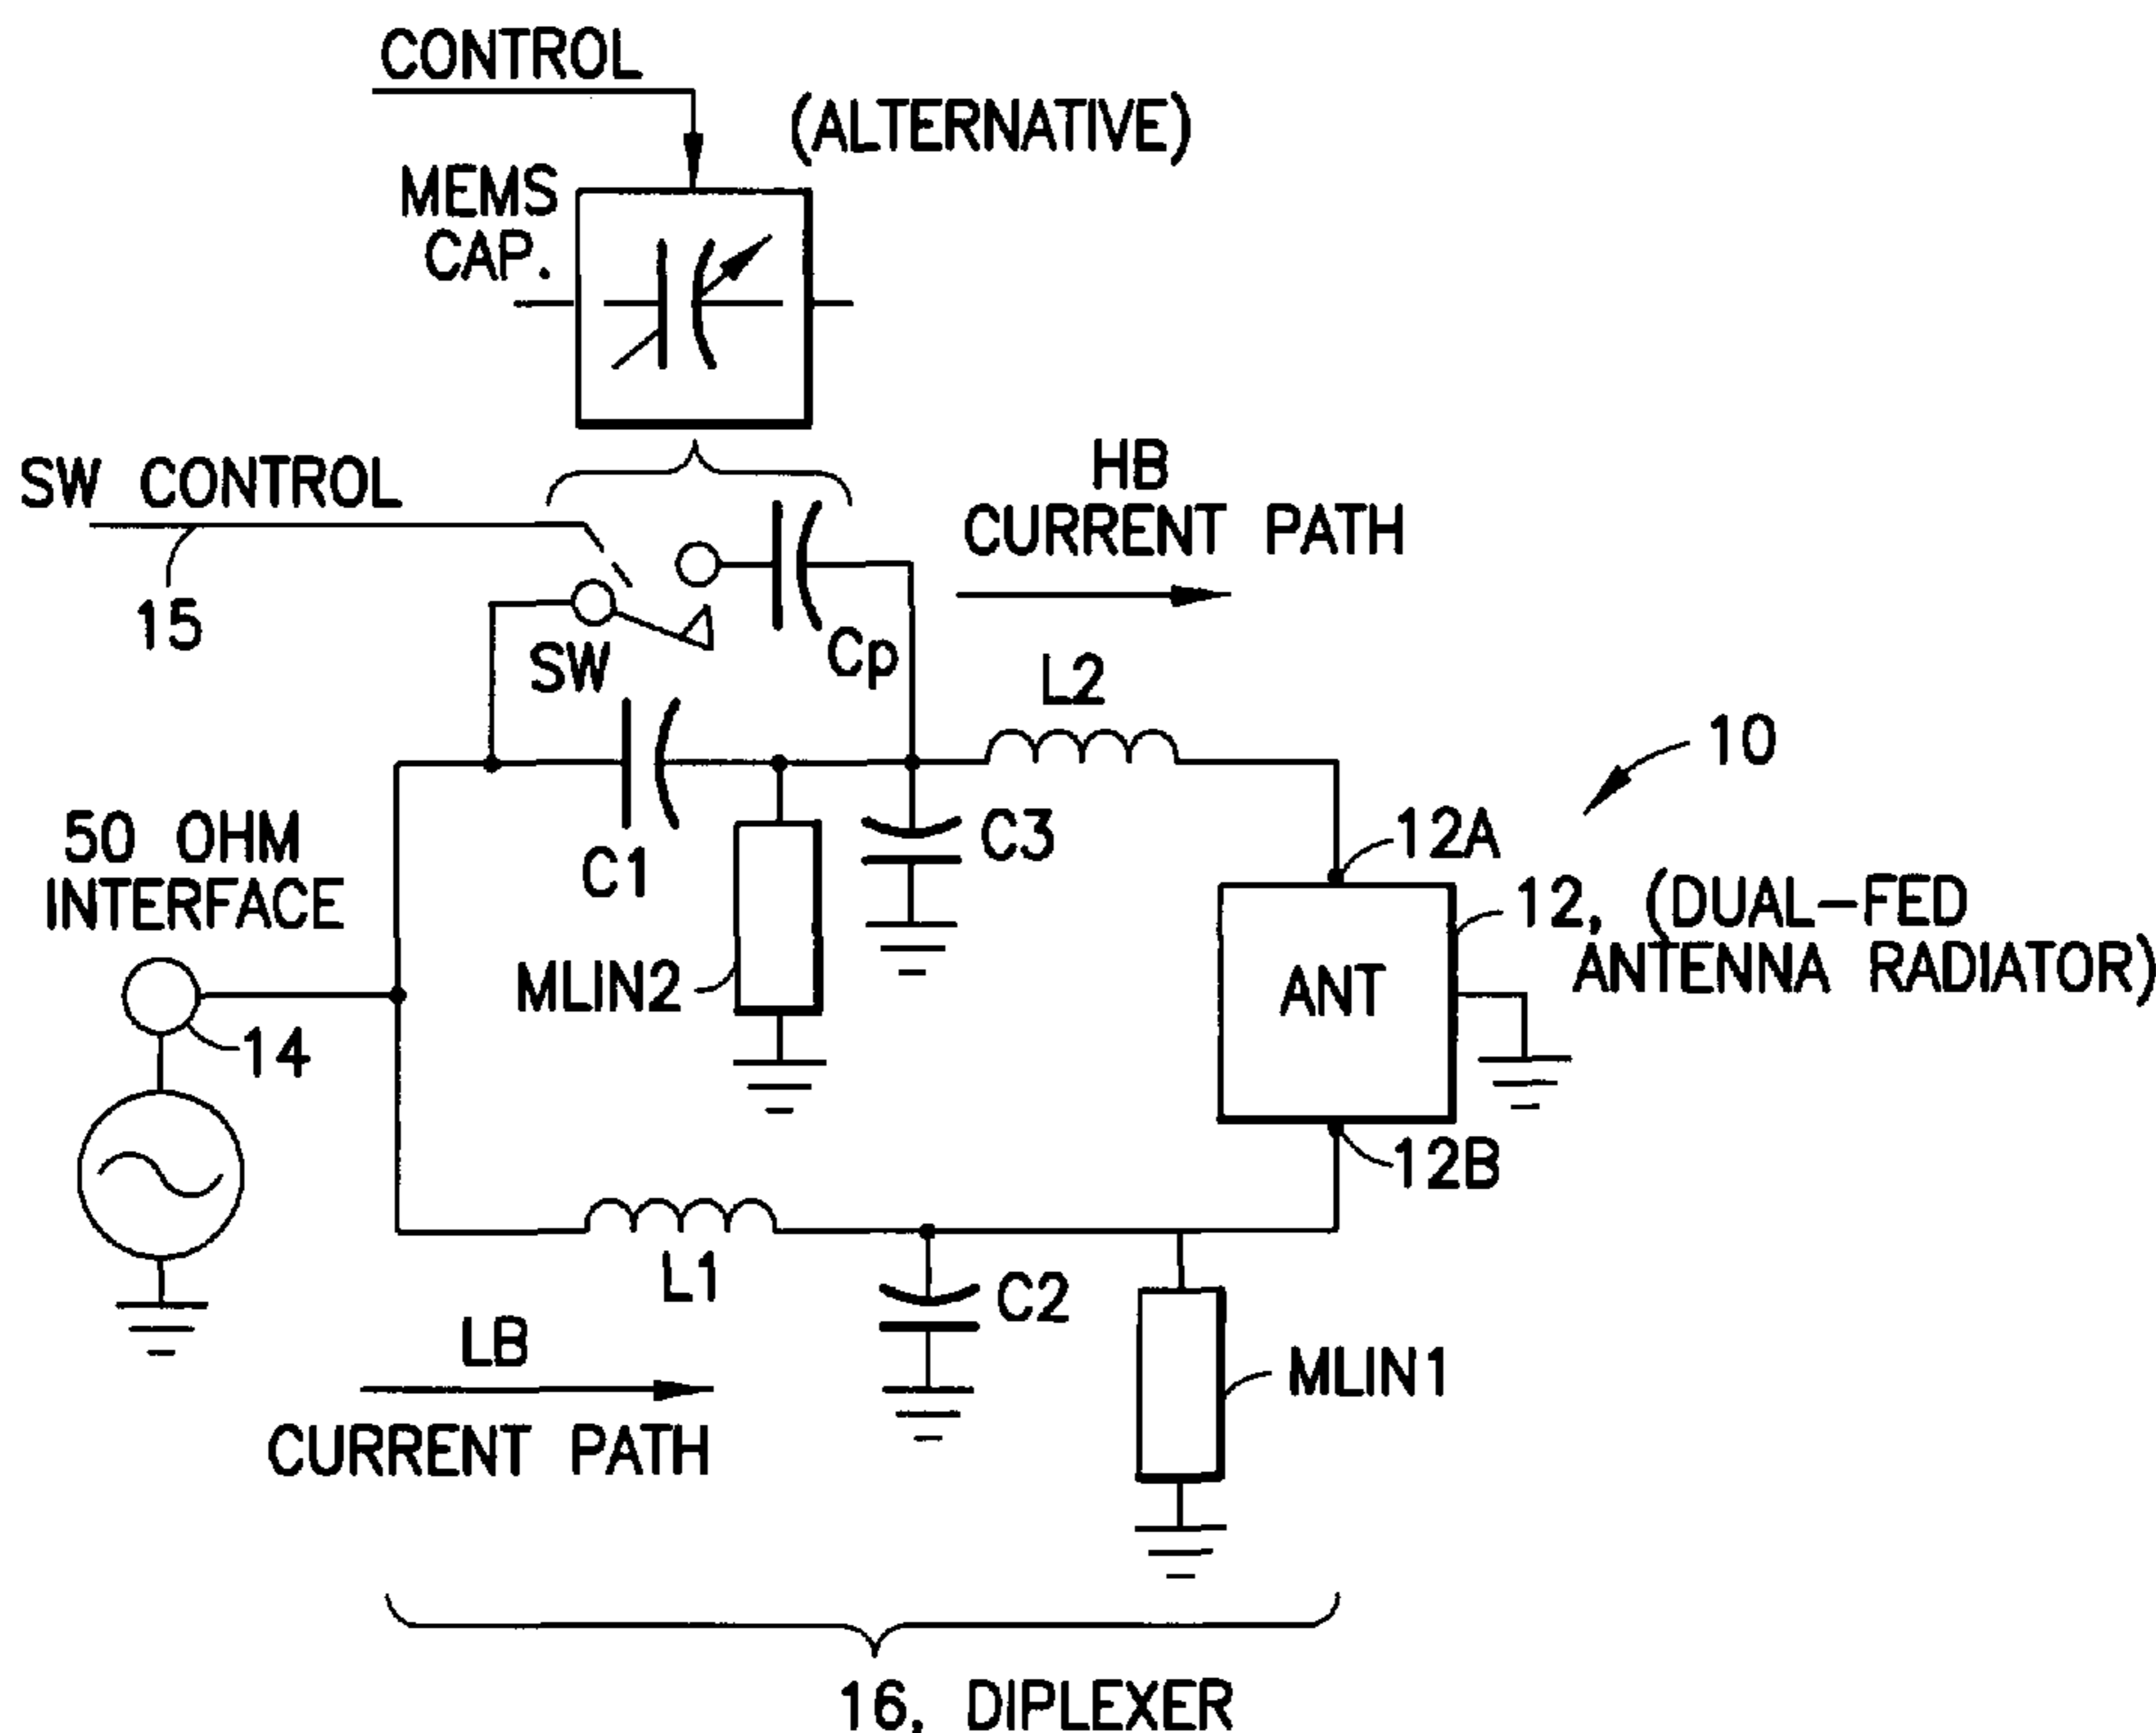 CONTROL
(ALTERNATIVE)
MEMS
CAP.
SW CONTROL
15
SW
Cp
HB
CURRENT PATH
L2
C1
C3
MLIN2
50 OHM
INTERFACE
14
10
12A
12, (DUAL-FED
ANTENNA RADIATOR)
ANT
12B
L1
C2
MLIN1
LB
CURRENT PATH
16, DIPLEXER